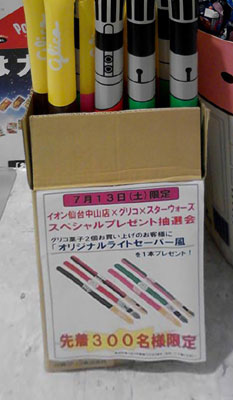 PO
Glico
Glico
7月13日(土)限定
イオン仙台中山店×グリコ×スターウォーズ
スペシャルプレゼント抽選会
グリコ菓子2個お買い上げのお客様に
「オリジナルライトセーバー風
を1本プレゼント!
先着300名様限定